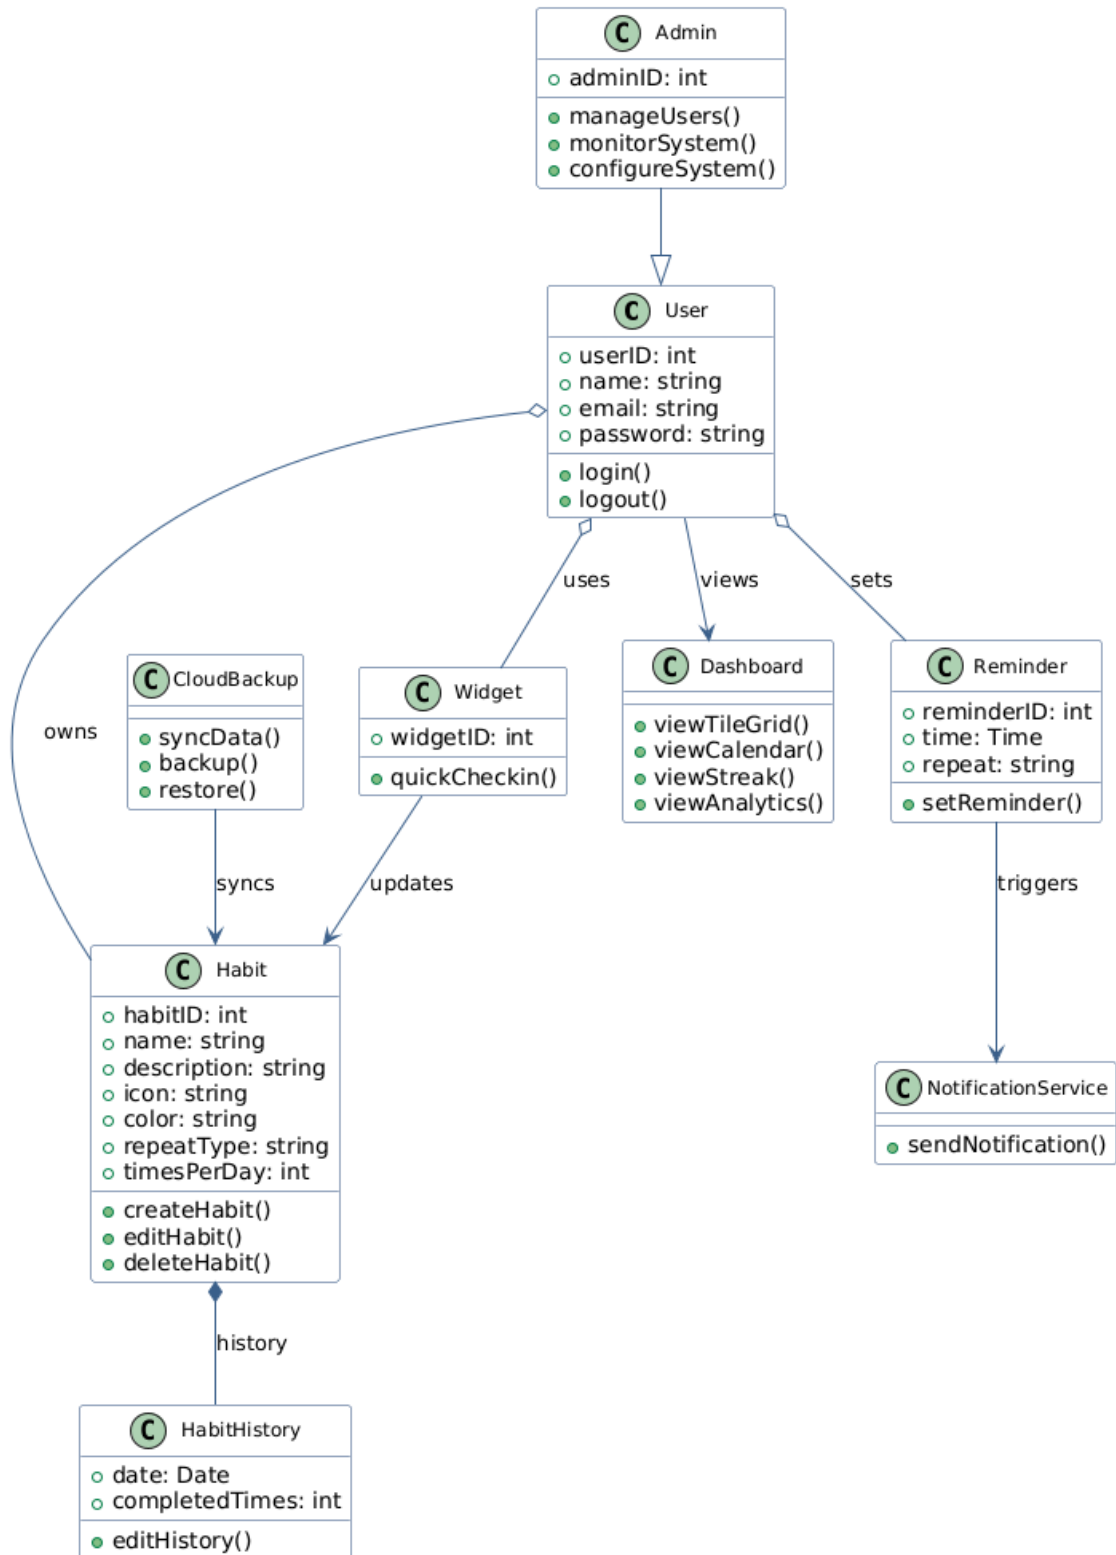 C Admin
adminID: int
manageUsers()
monitorSystem()
configureSystem()
C User
userID: int
name: string
email: string
password: string
login()
logout()
uses
views
sets
owns
C CloudBackup
syncData()
backup()
restore()
C Widget
widgetID: int
quickCheckin()
C Dashboard
viewTileGrid()
viewCalendar()
viewStreak()
viewAnalytics()
C Reminder
reminderID: int
time: Time
repeat: string
setReminder()
syncs
updates
triggers
C Habit
habitID: int
name: string
description: string
icon: string
color: string
repeatType: string
timesPerDay: int
createHabit()
editHabit()
deleteHabit()
C NotificationService
sendNotification()
history
C HabitHistory
date: Date
completedTimes: int
editHistory()